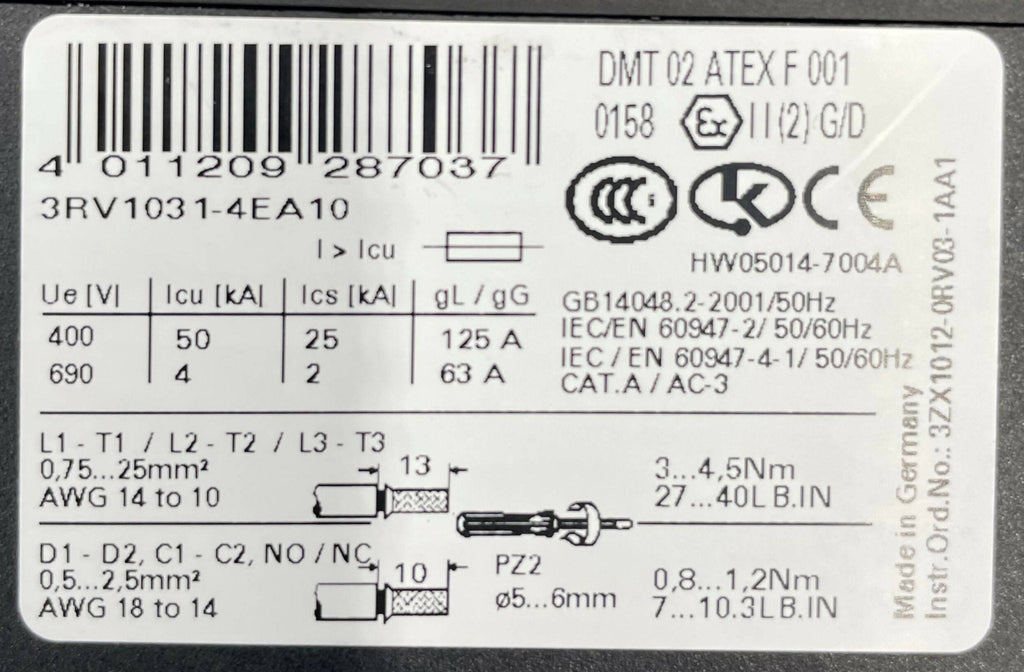 4 011209 287037
3RV1031-4EA10
I > Icu
Ue [V] Icu [kA] Ics [kA] gL / gG
400 50 25 125 A
690 4 2 63 A
DMT 02 ATEX F 001
0158 Ex II (2) G/D
CCC S K CE
HW05014-7004A
GB14048.2-2001/50Hz
IEC/EN 60947-2/ 50/60Hz
IEC / EN 60947-4-1/ 50/60Hz
CAT.A / AC-3
L1 - T1 / L2 - T2 / L3 - T3
0,75...25mm²
AWG 14 to 10
13
3...4,5Nm
27...40LB.IN
D1 - D2, C1 - C2, NO / NC
0,5...2,5mm²
AWG 18 to 14
10
PZ2
ø5...6mm
0,8...1,2Nm
7...10.3LB.IN
Made in Germany
Instr.Ord.No.: 3ZX1012-0RV03-1AA1